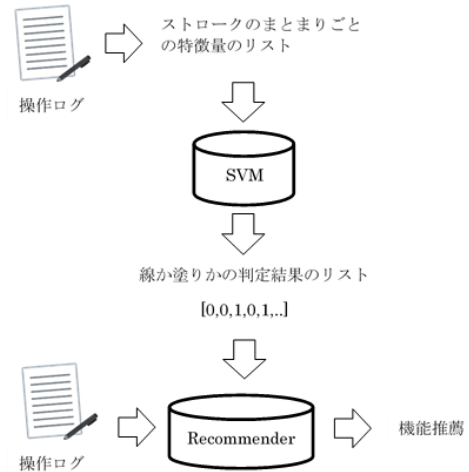 ストロークのまとまりごと
の特徴量のリスト
操作ログ
SVM
線か塗りかの判定結果のリスト
[0,0,1,0,1,..]
操作ログ
Recommender
機能推薦